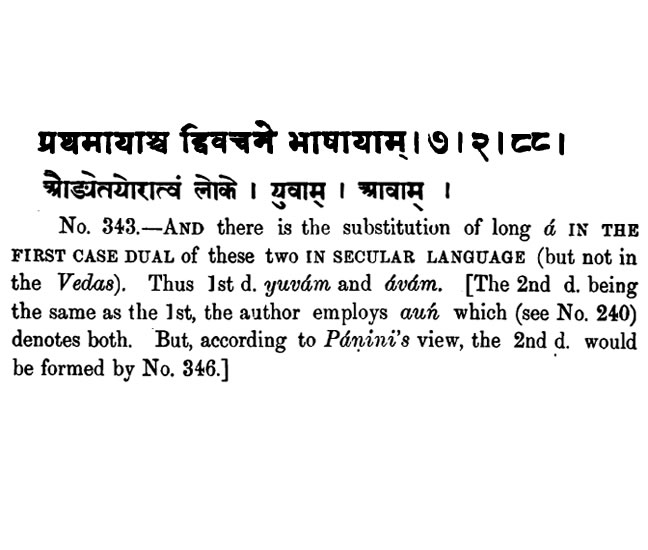 प्रथमायाश्च द्विवचने भाषायाम्।७।२।८८।
औङ्येतयोरात्वं लोके । युवाम् । आवाम् ।
No. 343.—AND there is the substitution of long á IN THE
FIRST CASE DUAL of these two IN SECULAR LANGUAGE (but not in
the Vedas). Thus 1st d. yuvám and ávám. [The 2nd d. being
the same as the 1st, the author employs auń which (see No. 240)
denotes both. But, according to Páṇini's view, the 2nd d. would
be formed by No. 346.]